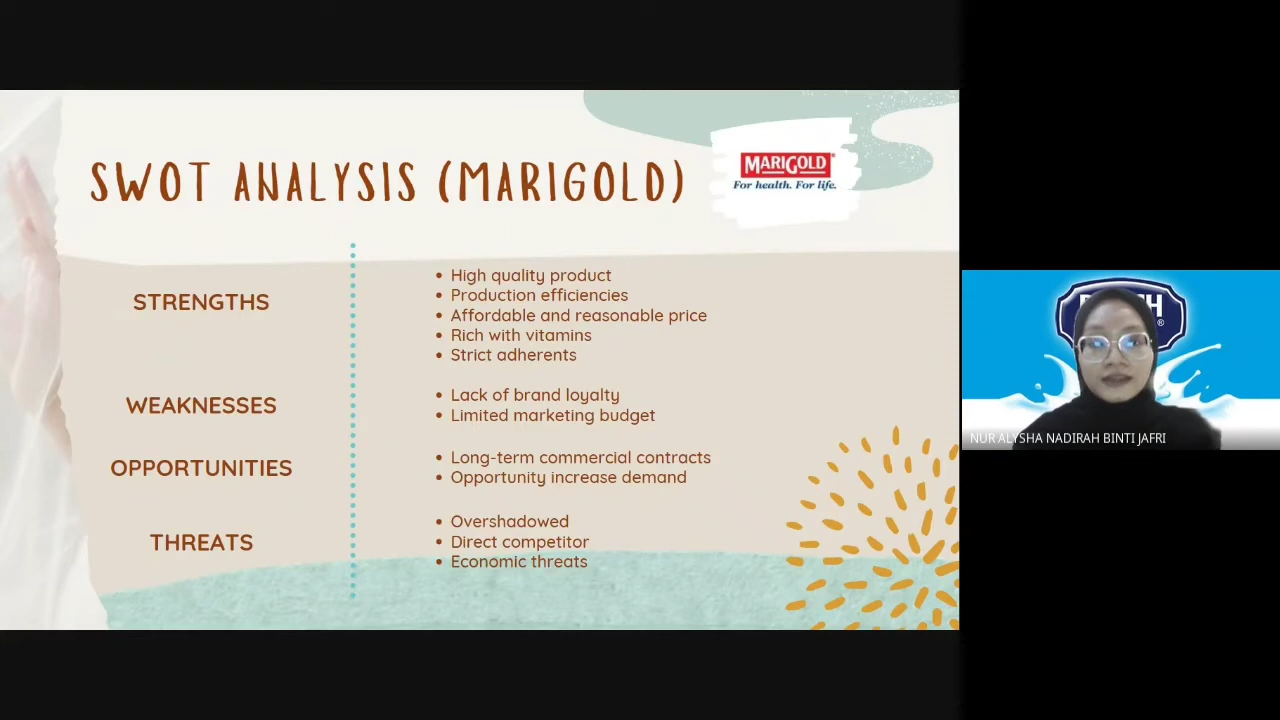 SWOT ANALYSIS (MARIGOLD)
MARIGOLD
For health. For life.
STRENGTHS
• High quality product
• Production efficiencies
• Affordable and reasonable price
• Rich with vitamins
• Strict adherents
WEAKNESSES
• Lack of brand loyalty
• Limited marketing budget
OPPORTUNITIES
• Long-term commercial contracts
• Opportunity increase demand
THREATS
• Overshadowed
• Direct competitor
• Economic threats
NUR ALYSHA NADIRAH BINTI JAFRI